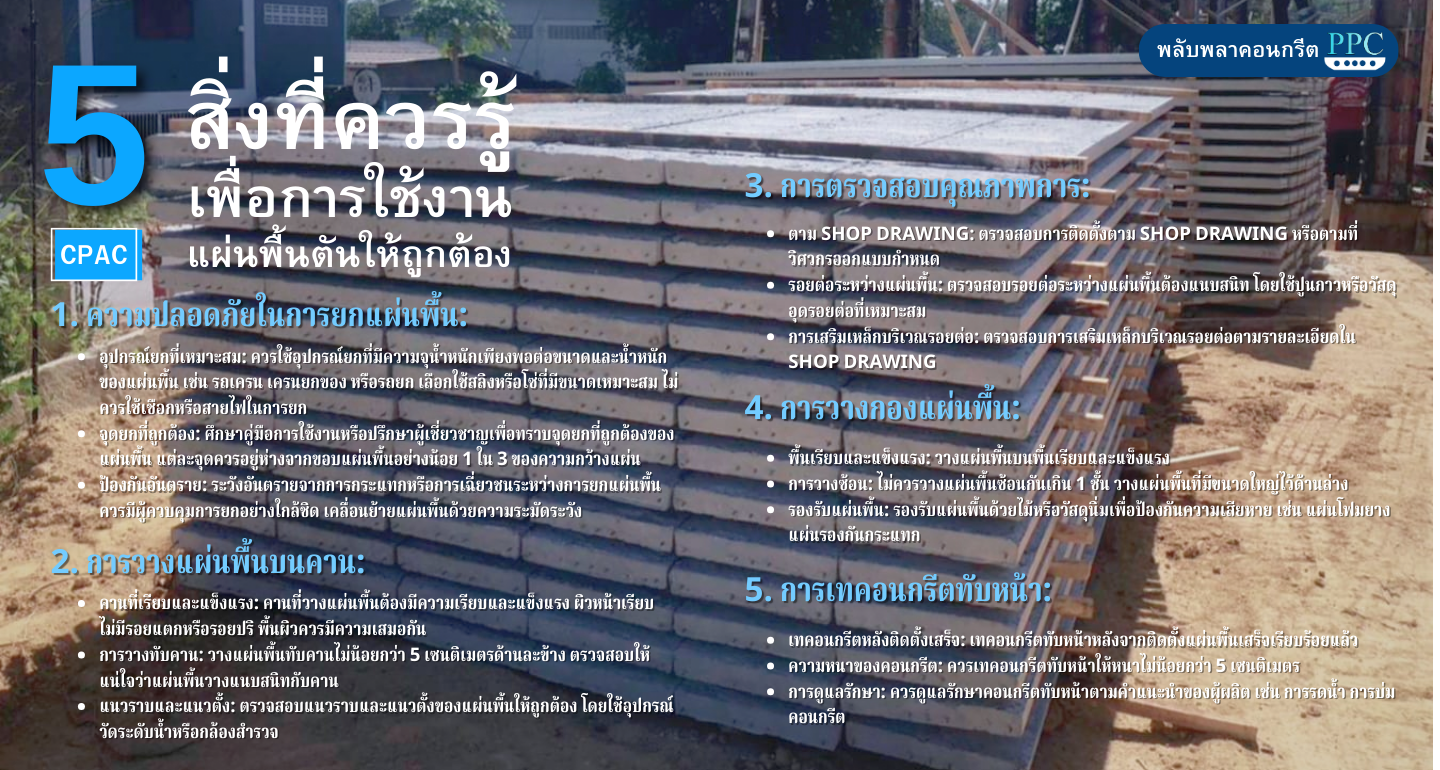 พลับพลาคอนกรีต PPC
5 สิ่งที่ควรรู้
เพื่อการใช้งาน
CPAC แผ่นพื้นตันให้ถูกต้อง
1. ความปลอดภัยในการยกแผ่นพื้น:
อุปกรณ์ยกที่เหมาะสม: ควรใช้อุปกรณ์ยกที่มีความจุน้ำหนักเพียงพอต่อขนาดและน้ำหนัก
ของแผ่นพื้น เช่น รถเครน เครนยกของ หรือรถยก เลือกใช้สลิงหรือโซ่ที่มีขนาดเหมาะสม ไม่
ควรใช้เชือกหรือสายไฟในการยก
จุดยกที่ถูกต้อง: ศึกษาคู่มือการใช้งานหรือปรึกษาผู้เชี่ยวชาญเพื่อทราบจุดยกที่ถูกต้องของ
แผ่นพื้น แต่ละจุดควรอยู่ห่างจากขอบแผ่นพื้นอย่างน้อย 1 ใน 3 ของความกว้างแผ่น
ป้องกันอันตราย: ระวังอันตรายจากการกระแทกหรือการเฉี่ยวชนระหว่างการยกแผ่นพื้น
ควรมีผู้ควบคุมการยกอย่างใกล้ชิด เคลื่อนย้ายแผ่นพื้นด้วยความระมัดระวัง
2. การวางแผ่นพื้นบนคาน:
คานที่เรียบและแข็งแรง: คานที่วางแผ่นพื้นต้องมีความเรียบและแข็งแรง ผิวหน้าเรียบ
ไม่มีรอยแตกหรือรอยปริ พื้นผิวควรมีความเสมอกัน
การวางทับคาน: วางแผ่นพื้นทับคานไม่น้อยกว่า 5 เซนติเมตรด้านละข้าง ตรวจสอบให้
แน่ใจว่าแผ่นพื้นวางแนบสนิทกับคาน
แนวราบและแนวตั้ง: ตรวจสอบแนวราบและแนวตั้งของแผ่นพื้นให้ถูกต้อง โดยใช้อุปกรณ์
วัดระดับน้ำหรือกล้องสำรวจ
3. การตรวจสอบคุณภาพการ:
ตาม SHOP DRAWING: ตรวจสอบการติดตั้งตาม SHOP DRAWING หรือตามที่
วิศวกรออกแบบกำหนด
รอยต่อระหว่างแผ่นพื้น: ตรวจสอบรอยต่อระหว่างแผ่นพื้นต้องแนบสนิท โดยใช้ปูนกาวหรือวัสดุ
อุดรอยต่อที่เหมาะสม
การเสริมเหล็กบริเวณรอยต่อ: ตรวจสอบการเสริมเหล็กบริเวณรอยต่อตามรายละเอียดใน
SHOP DRAWING
4. การวางกองแผ่นพื้น:
พื้นเรียบและแข็งแรง: วางแผ่นพื้นบนพื้นเรียบและแข็งแรง
การวางซ้อน: ไม่ควรวางแผ่นพื้นซ้อนกันเกิน 1 ชั้น วางแผ่นพื้นที่มีขนาดใหญ่ไว้ด้านล่าง
รองรับแผ่นพื้น: รองรับแผ่นพื้นด้วยไม้หรือวัสดุนิ่มเพื่อป้องกันความเสียหาย เช่น แผ่นโฟมยาง
แผ่นรองกันกระแทก
5. การเทคอนกรีตทับหน้า:
เทคอนกรีตหลังติดตั้งเสร็จ: เทคอนกรีตทับหน้าหลังจากติดตั้งแผ่นพื้นเสร็จเรียบร้อยแล้ว
ความหนาของคอนกรีต: ควรเทคอนกรีตทับหน้าให้หนาไม่น้อยกว่า 5 เซนติเมตร
การดูแลรักษา: ควรดูแลรักษาคอนกรีตทับหน้าตามคำแนะนำของผู้ผลิต เช่น การรดน้ำ การบ่ม
คอนกรีต